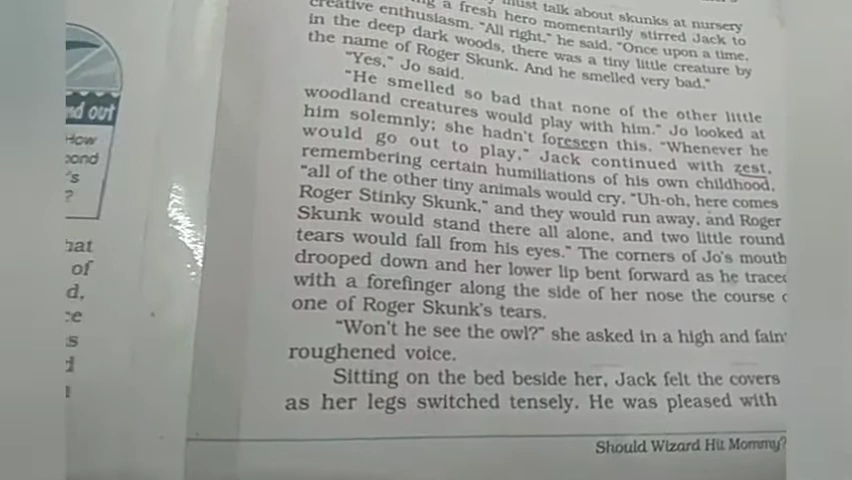 must talk about skunks at nursery
a fresh hero momentarily stirred Jack to
creative enthusiasm. "All right," he said. "Once upon a time,
in the deep dark woods, there was a tiny little creature by
the name of Roger Skunk. And he smelled very bad."
"Yes," Jo said.
"He smelled so bad that none of the other little
woodland creatures would play with him." Jo looked at
him solemnly; she hadn't foreseen this. "Whenever he
would go out to play," Jack continued with zest,
remembering certain humiliations of his own childhood,
"all of the other tiny animals would cry, "Uh-oh, here comes
Roger Stinky Skunk," and they would run away, and Roger
Skunk would stand there all alone, and two little round
tears would fall from his eyes." The corners of Jo's mouth
drooped down and her lower lip bent forward as he traced
with a forefinger along the side of her nose the course
one of Roger Skunk's tears.
"Won't he see the owl?" she asked in a high and
roughened voice.
Sitting on the bed beside her, Jack felt the covers
as her legs switched tensely. He was pleased with
Should Wizard Hit Mommy?
out
How
's
?
hat
of
d,